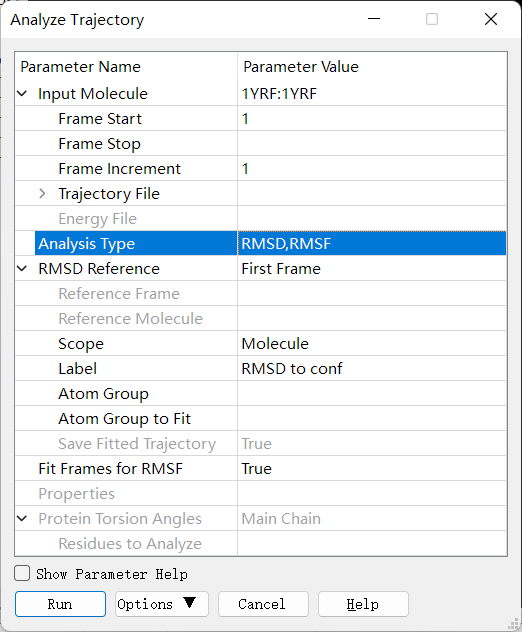 Analyze Trajectory
Parameter Name Parameter Value
Input Molecule 1YRF:1YRF
Frame Start 1
Frame Stop
Frame Increment 1
Trajectory File
Energy File
Analysis Type RMSD,RMSF
RMSD Reference First Frame
Reference Frame
Reference Molecule
Scope Molecule
Label RMSD to conf
Atom Group
Atom Group to Fit
Save Fitted Trajectory True
Fit Frames for RMSF True
Properties
Protein Torsion Angles Main Chain
Residues to Analyze
Show Parameter Help
Run Options ▼ Cancel Help